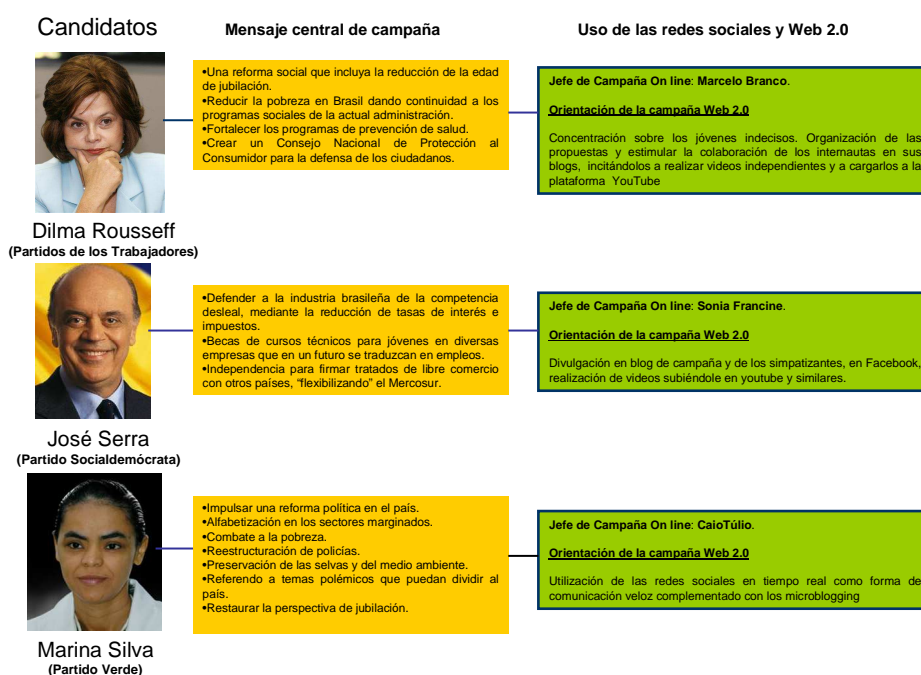 Candidatos
Mensaje central de campaña
Uso de las redes sociales y Web 2.0
•Una reforma social que incluya la reducción de la edad
de jubilación.
•Reducir la pobreza en Brasil dando continuidad a los
programas sociales de la actual administración.
•Fortalecer los programas de prevención de salud.
•Crear un Consejo Nacional de Protección al
Consumidor para la defensa de los ciudadanos.
Jefe de Campaña On line: Marcelo Branco.
Orientación de la campaña Web 2.0
Concentración sobre los jóvenes indecisos. Organización de las
propuestas y estimular la colaboración de los internautas en sus
blogs, incitándolos a realizar videos independientes y a cargarlos a la
plataforma YouTube
Dilma Rousseff
(Partidos de los Trabajadores)
•Defender a la industria brasileña de la competencia
desleal, mediante la reducción de tasas de interés e
impuestos.
•Becas de cursos técnicos para jóvenes en diversas
empresas que en un futuro se traduzcan en empleos.
•Independencia para firmar tratados de libre comercio
con otros países, “flexibilizando” el Mercosur.
Jefe de Campaña On line: Sonia Francine.
Orientación de la campaña Web 2.0
Divulgación en blog de campaña y de los simpatizantes, en Facebook,
realización de videos subiéndole en youtube y similares.
José Serra
(Partido Socialdemócrata)
•Impulsar una reforma política en el país.
•Alfabetización en los sectores marginados.
•Combate a la pobreza.
•Reestructuración de policías.
•Preservación de las selvas y del medio ambiente.
•Referendo a temas polémicos que puedan dividir al
país.
•Restaurar la perspectiva de jubilación.
Jefe de Campaña On line: CaioTúlio.
Orientación de la campaña Web 2.0
Utilización de las redes sociales en tiempo real como forma de
comunicación veloz complementado con los microblogging
Marina Silva
(Partido Verde)